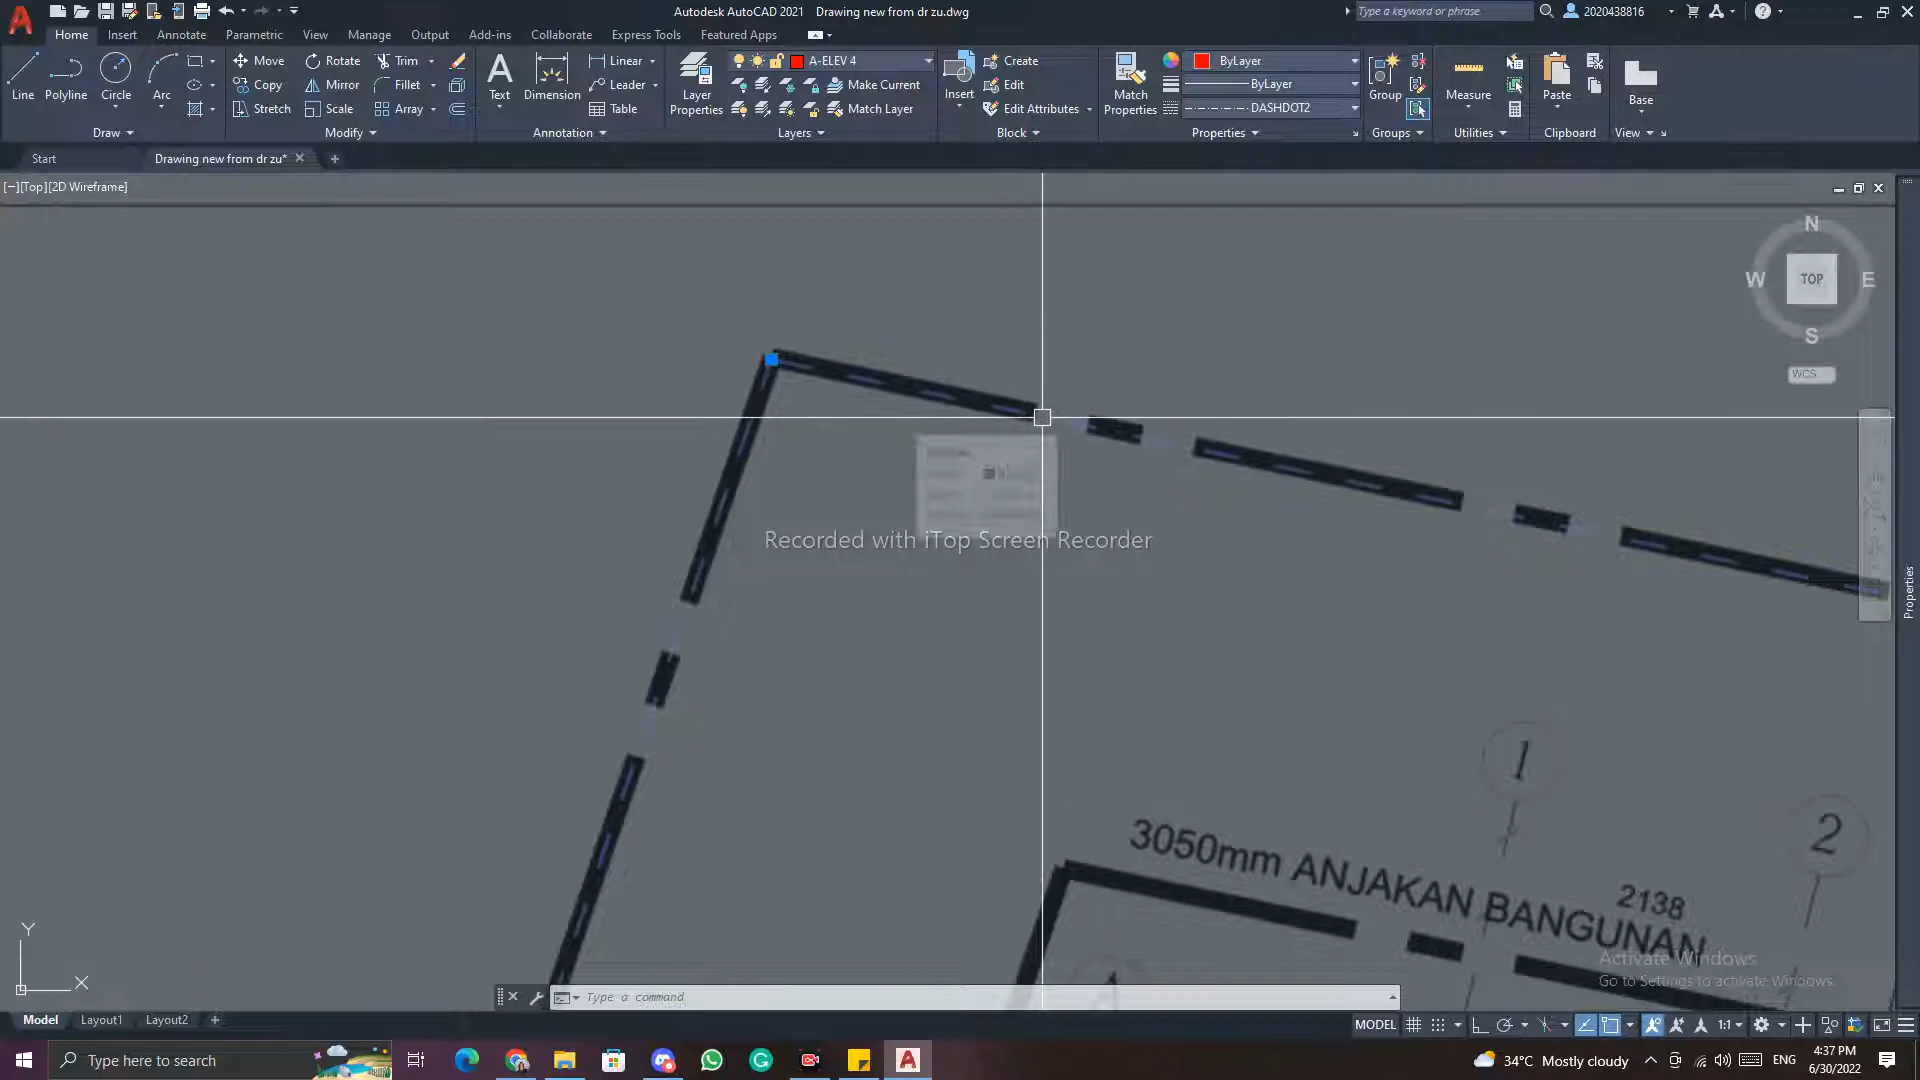 Autodesk AutoCAD 2021 Drawing new from dr zu.dwg
Type a keyword or phrase
2020438816
Home Insert Annotate Parametric View Manage Output Add-ins Collaborate Express Tools Featured Apps
Line Polyline Circle Arc
Move Rotate Trim
Copy Mirror Fillet
Stretch Scale Array
Text Dimension
Linear
Leader
Table
Layer Properties
A-ELEV 4
Make Current
Match Layer
Insert
Create
Edit
Edit Attributes
Match Properties
ByLayer
ByLayer
DASHDOT2
Group
Measure
Paste
Base
Draw Modify Annotation Layers Block Properties Groups Utilities Clipboard View
Start Drawing new from dr zu*
[−][Top][2D Wireframe]
N
W TOP E
S
WCS
Properties
Recorded with iTop Screen Recorder
1
2
3050mm ANJAKAN BANGUNAN
2138
Activate Windows
Go to Settings to activate Windows.
Y
X
Type a command
Model Layout1 Layout2
MODEL
1:1
Type here to search
34°C Mostly cloudy
ENG
4:37 PM
6/30/2022